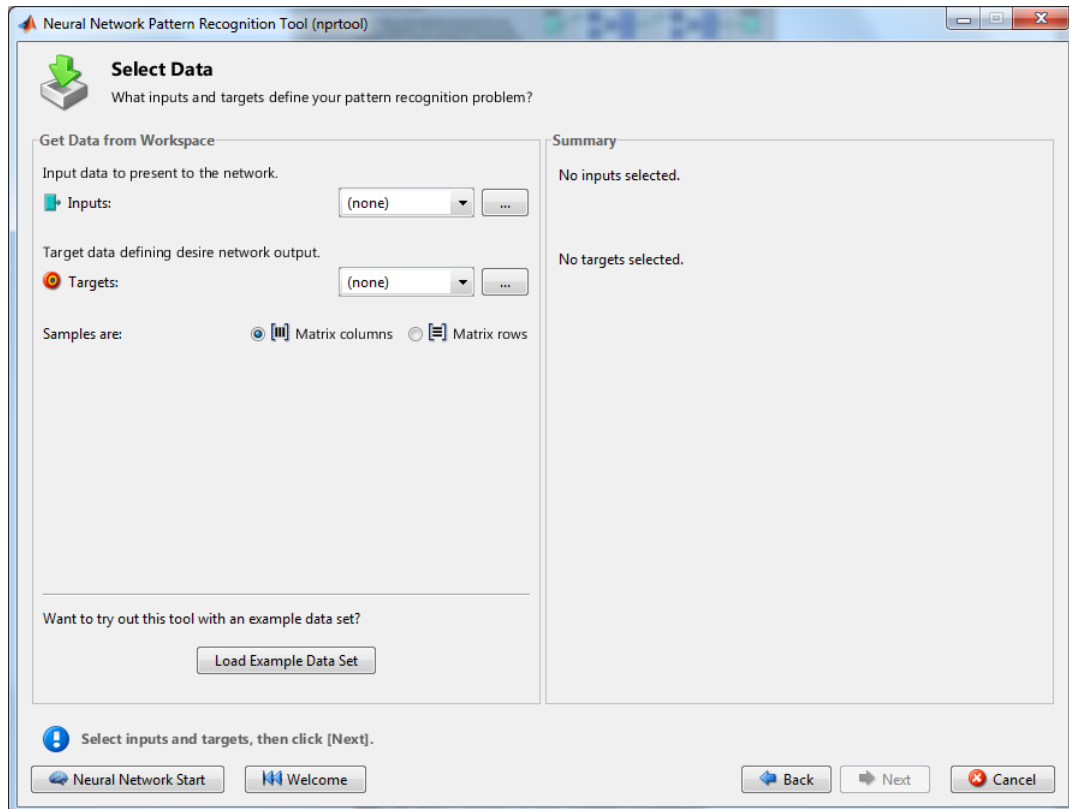 Neural Network Pattern Recognition Tool (nprtool)
Select Data
What inputs and targets define your pattern recognition problem?
Get Data from Workspace
Input data to present to the network.
Inputs:
(none)
...
Target data defining desire network output.
Targets:
(none)
...
Samples are:
Matrix columns
Matrix rows
Want to try out this tool with an example data set?
Load Example Data Set
Summary
No inputs selected.
No targets selected.
Select inputs and targets, then click [Next].
Neural Network Start
Welcome
Back
Next
Cancel